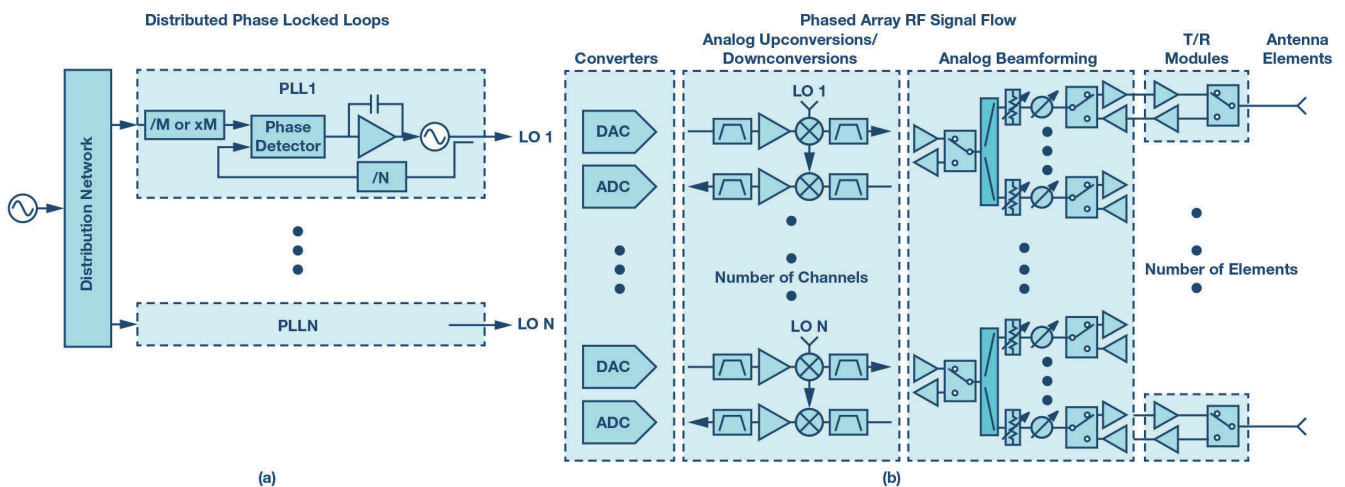 Distributed Phase Locked Loops
Distribution Network
PLL1
/M or xM
Phase
Detector
/N
LO 1
PLLN
LO N
(a)
Phased Array RF Signal Flow
Converters
Analog Upconversions/
Downconversions
Analog Beamforming
T/R
Modules
Antenna
Elements
DAC
ADC
LO 1
Number of Channels
Number of Elements
DAC
ADC
LO N
(b)